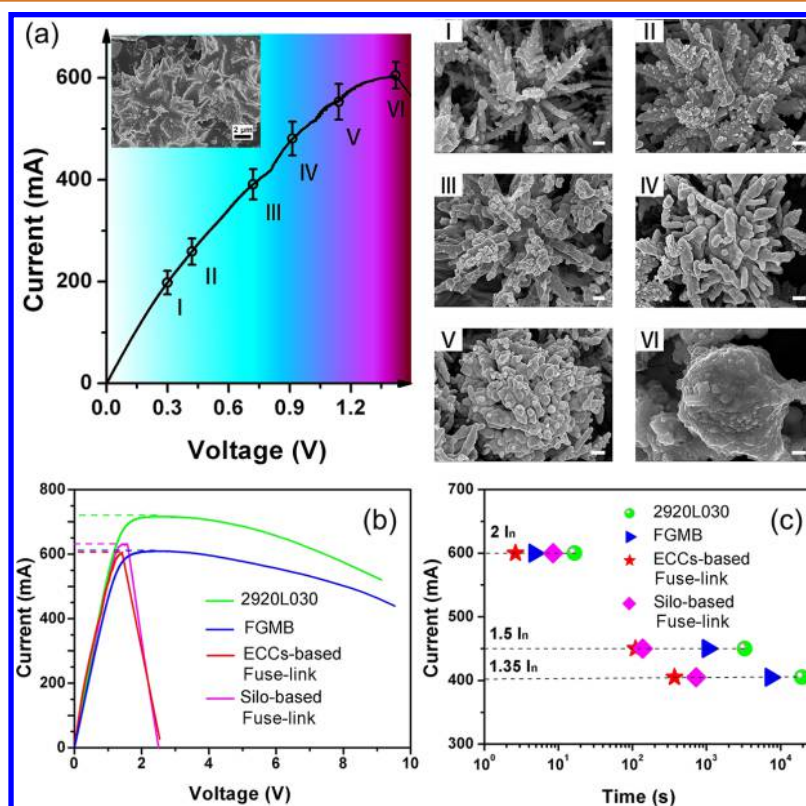 (a)
600
400
200
0
Current (mA)
0.0 0.3 0.6 0.9 1.2
Voltage (V)
2 μm
I
II
III
IV
V
VI
I
II
III
IV
V
VI
(b)
800
700
600
500
400
300
200
100
0
Current (mA)
0 2 4 6 8 10
Voltage (V)
2920L030
FGMB
ECCs-based
Fuse-link
Silo-based
Fuse-link
(c)
700
600
500
400
300
Current (mA)
2 In
1.5 In
1.35 In
10⁰ 10¹ 10² 10³ 10⁴
Time (s)
2920L030
FGMB
ECCs-based
Fuse-link
Silo-based
Fuse-link